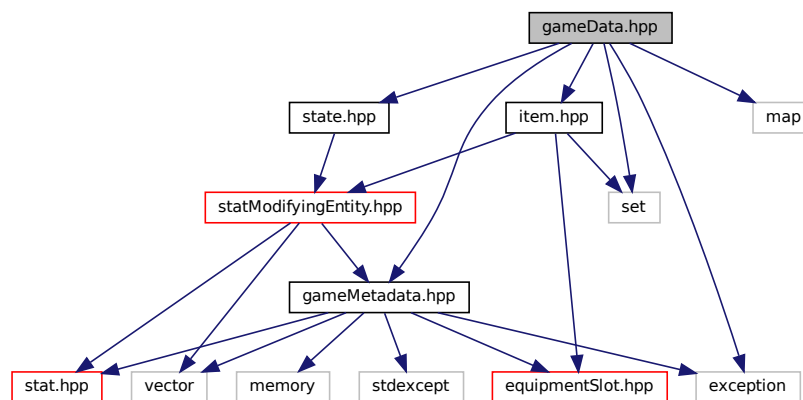 gameData.hpp
state.hpp
item.hpp
map
statModifyingEntity.hpp
set
gameMetadata.hpp
stat.hpp
vector
memory
stdexcept
equipmentSlot.hpp
exception